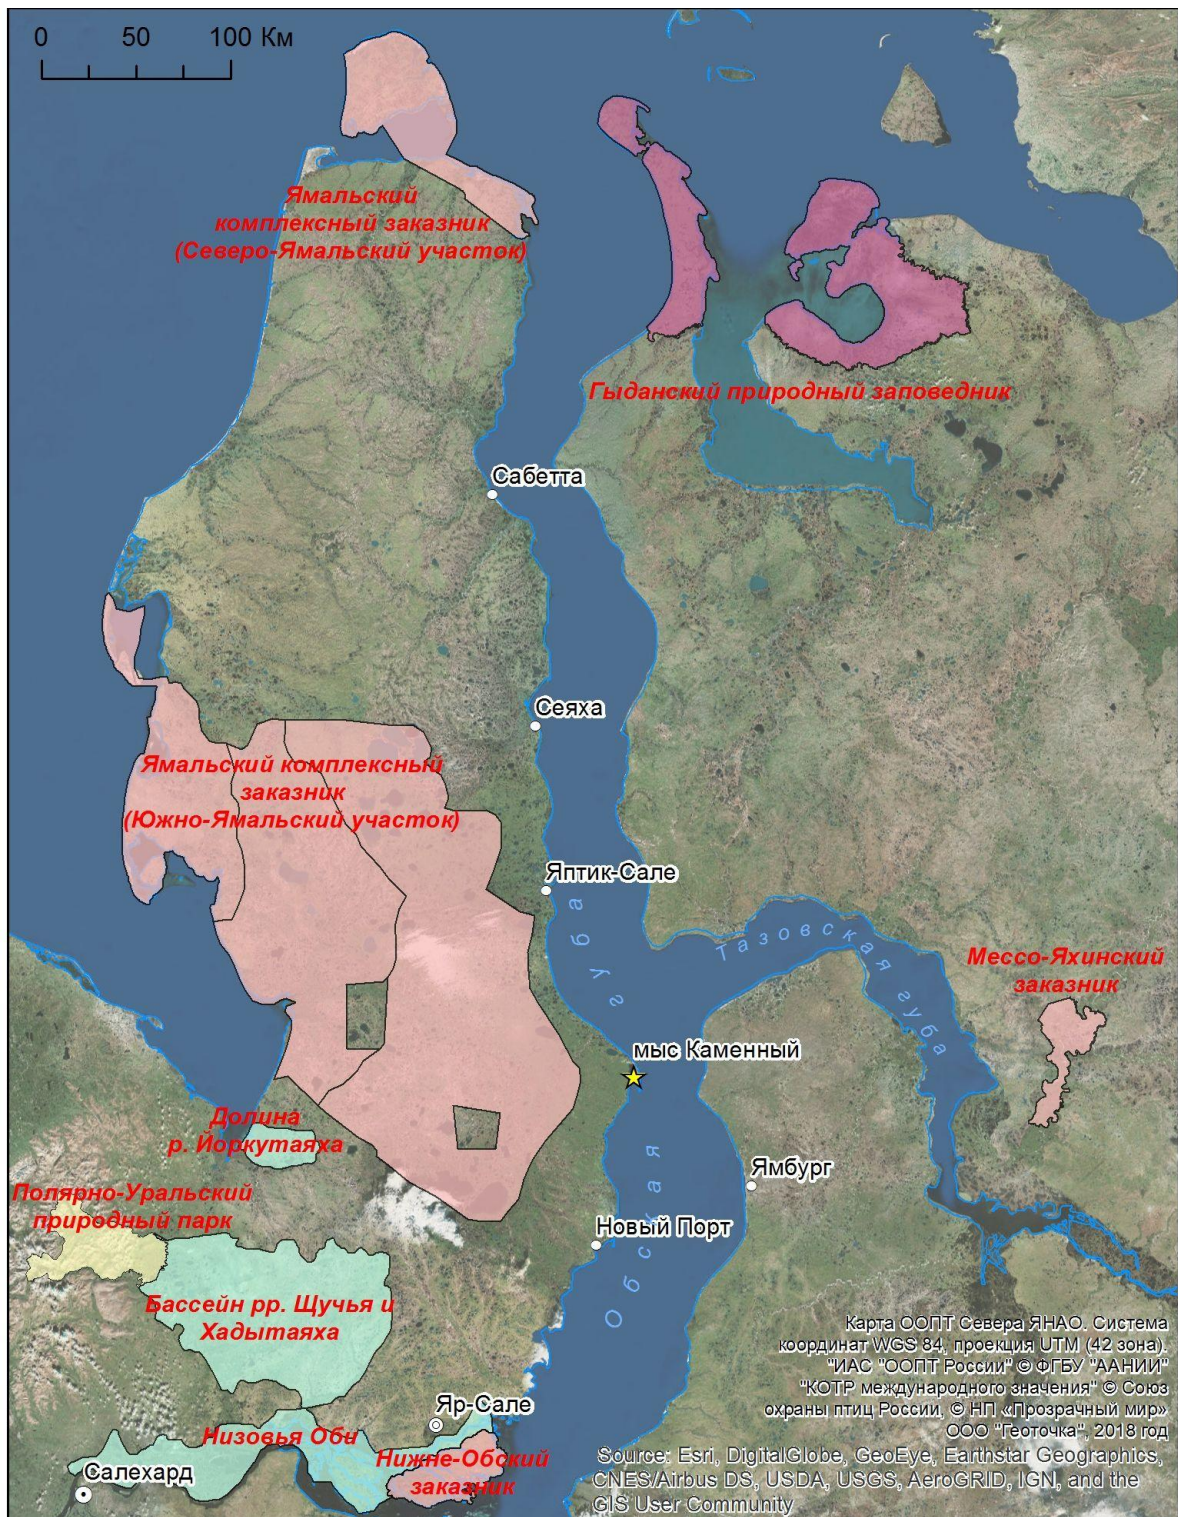 0 50 100 Км
Ямальский
комплексный заказник
(Северо-Ямальский участок)
Гыданский природный заповедник
Сабетта
Сеяха
Ямальский комплексный
заказник
(Южно-Ямальский участок)
Яптик-Сале
Тазовская губа
Мессо-Яхинский
заказник
мыс Каменный
Обская губа
Долина
р. Йоркутаяха
Ямбург
Полярно-Уральский
природный парк
Новый Порт
Бассейн рр. Щучья и
Хадытаяха
Яр-Сале
Низовья Оби
Нижне-Обский
заказник
Салехард
Карта ООПТ Севера ЯНАО. Система
координат WGS 84, проекция UTM (42 зона).
"ИАС "ООПТ России" © ФГБУ "ААНИИ"
"КОТР международного значения" © Союз
охраны птиц России, © НП «Прозрачный мир»
ООО "Геоточка", 2018 год
Source: Esri, DigitalGlobe, GeoEye, Earthstar Geographics,
CNES/Airbus DS, USDA, USGS, AeroGRID, IGN, and the
GIS User Community